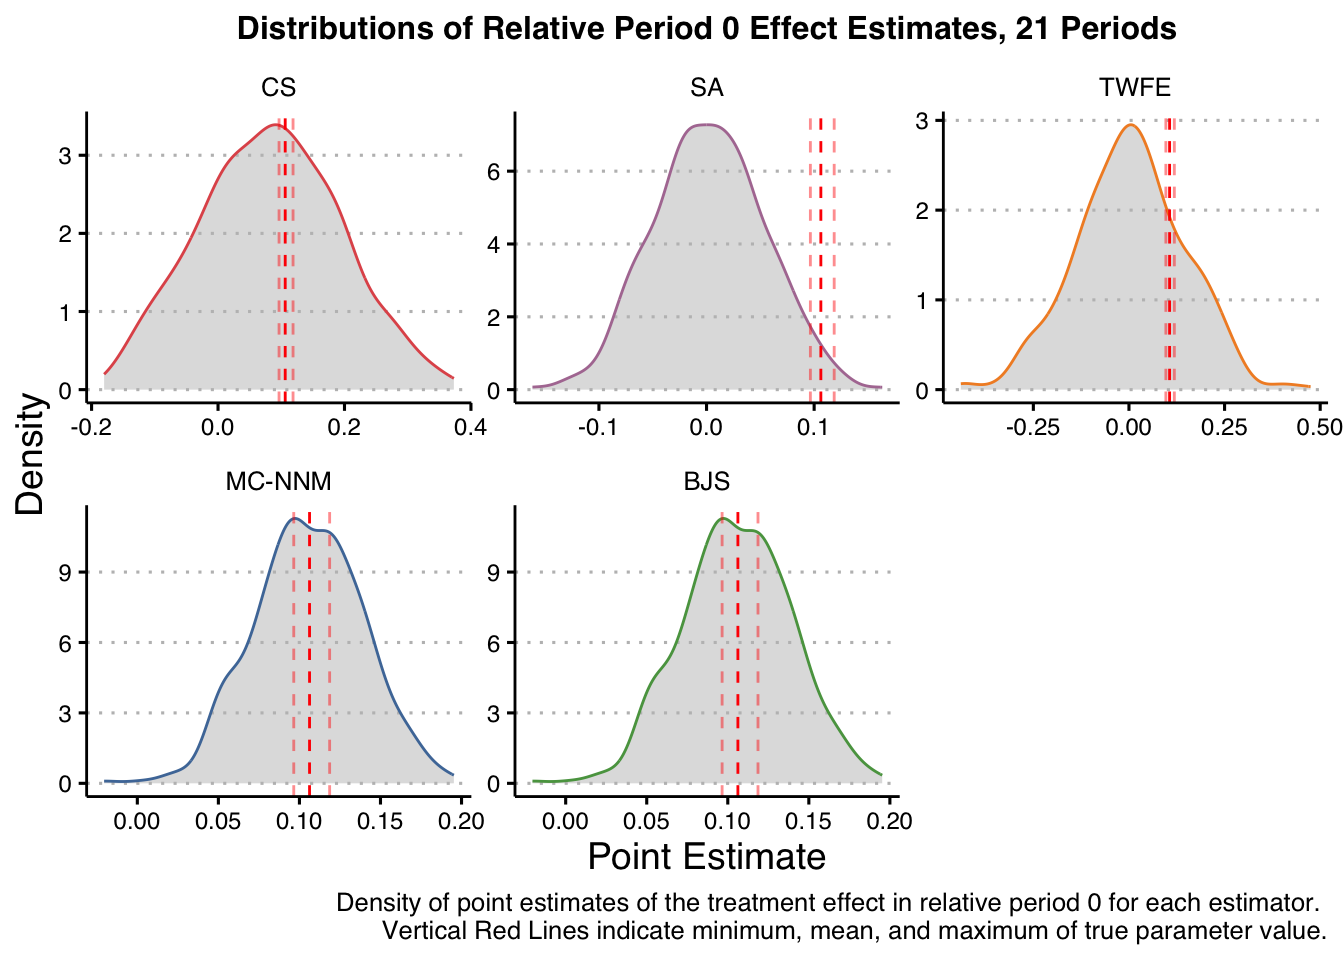 Distributions of Relative Period 0 Effect Estimates, 21 Periods
CS
SA
TWFE
3
2
1
0
-0.2 0.0 0.2 0.4
6
4
2
0
-0.1 0.0 0.1
3
2
1
0
-0.25 0.00 0.25 0.50
Density
MC-NNM
BJS
9
6
3
0
0.00 0.05 0.10 0.15 0.20
9
6
3
0
0.00 0.05 0.10 0.15 0.20
Point Estimate
Density of point estimates of the treatment effect in relative period 0 for each estimator.
Vertical Red Lines indicate minimum, mean, and maximum of true parameter value.